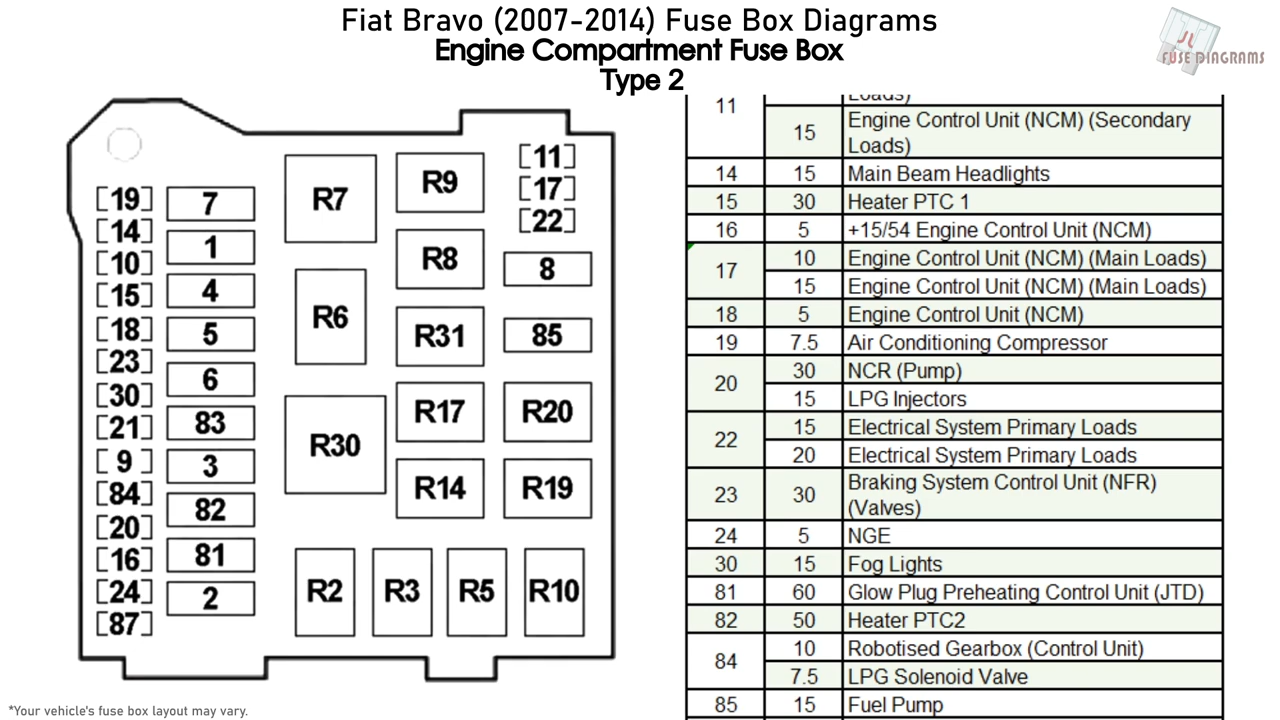 Fiat Bravo (2007-2014) Fuse Box Diagrams
Engine Compartment Fuse Box
Type 2
JL
FUSE DIAGRAMS
[19]
[14]
[10]
[15]
[18]
[23]
[30]
[21]
[9]
[84]
[20]
[16]
[24]
[87]
7
1
4
5
6
83
3
82
81
2
R7
R6
R30
R9
R8
R31
R17
R14
[11]
[17]
[22]
8
85
R20
R19
R2 R3 R5 R10
11 Loads)
15 Engine Control Unit (NCM) (Secondary
Loads)
14 15 Main Beam Headlights
15 30 Heater PTC 1
16 5 +15/54 Engine Control Unit (NCM)
17 10 Engine Control Unit (NCM) (Main Loads)
15 Engine Control Unit (NCM) (Main Loads)
18 5 Engine Control Unit (NCM)
19 7.5 Air Conditioning Compressor
20 30 NCR (Pump)
15 LPG Injectors
22 15 Electrical System Primary Loads
20 Electrical System Primary Loads
23 30 Braking System Control Unit (NFR)
(Valves)
24 5 NGE
30 15 Fog Lights
81 60 Glow Plug Preheating Control Unit (JTD)
82 50 Heater PTC2
84 10 Robotised Gearbox (Control Unit)
7.5 LPG Solenoid Valve
85 15 Fuel Pump
*Your vehicle's fuse box layout may vary.